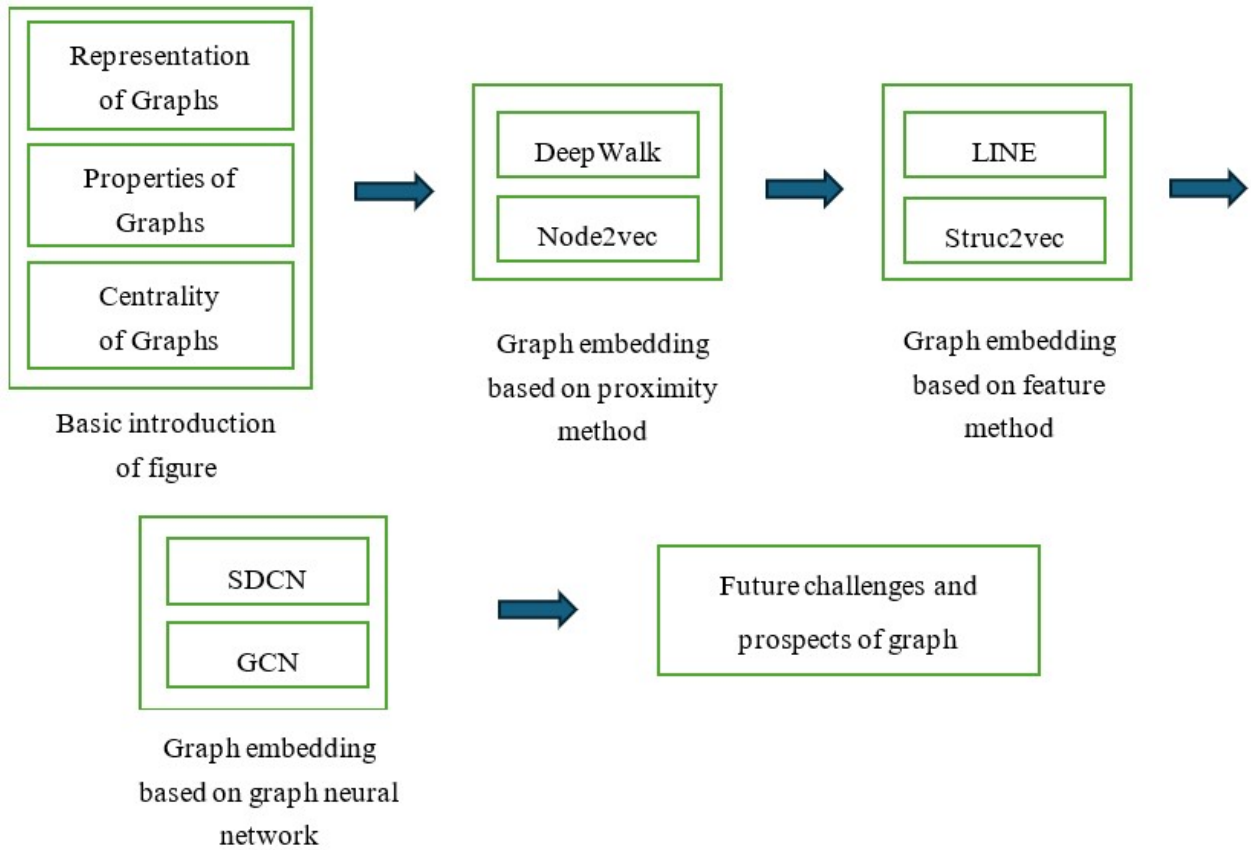 Representation
of Graphs
Properties of
Graphs
Centrality
of Graphs
Basic introduction
of figure
DeepWalk
Node2vec
Graph embedding
based on proximity
method
LINE
Struc2vec
Graph embedding
based on feature
method
SDCN
GCN
Graph embedding
based on graph neural
network
Future challenges and
prospects of graph